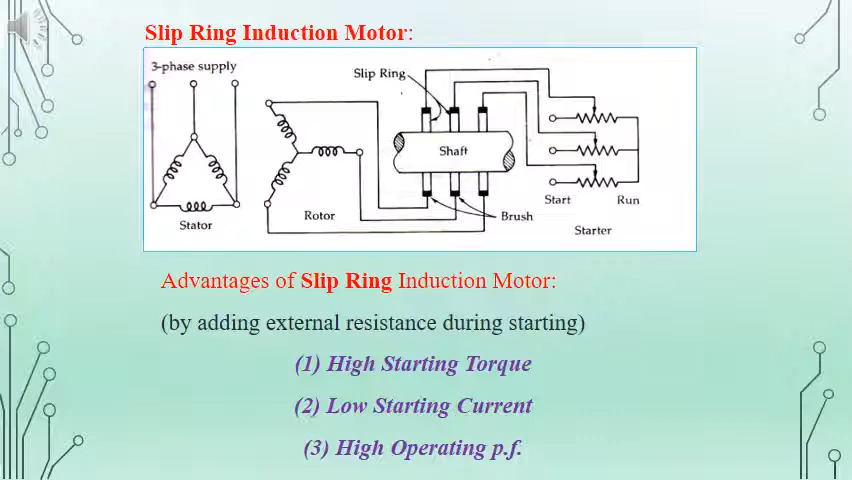 Slip Ring Induction Motor:
3-phase supply
Slip Ring
Shaft
Stator
Rotor
Brush
Start
Run
Starter
Advantages of Slip Ring Induction Motor:
(by adding external resistance during starting)
(1) High Starting Torque
(2) Low Starting Current
(3) High Operating p.f.